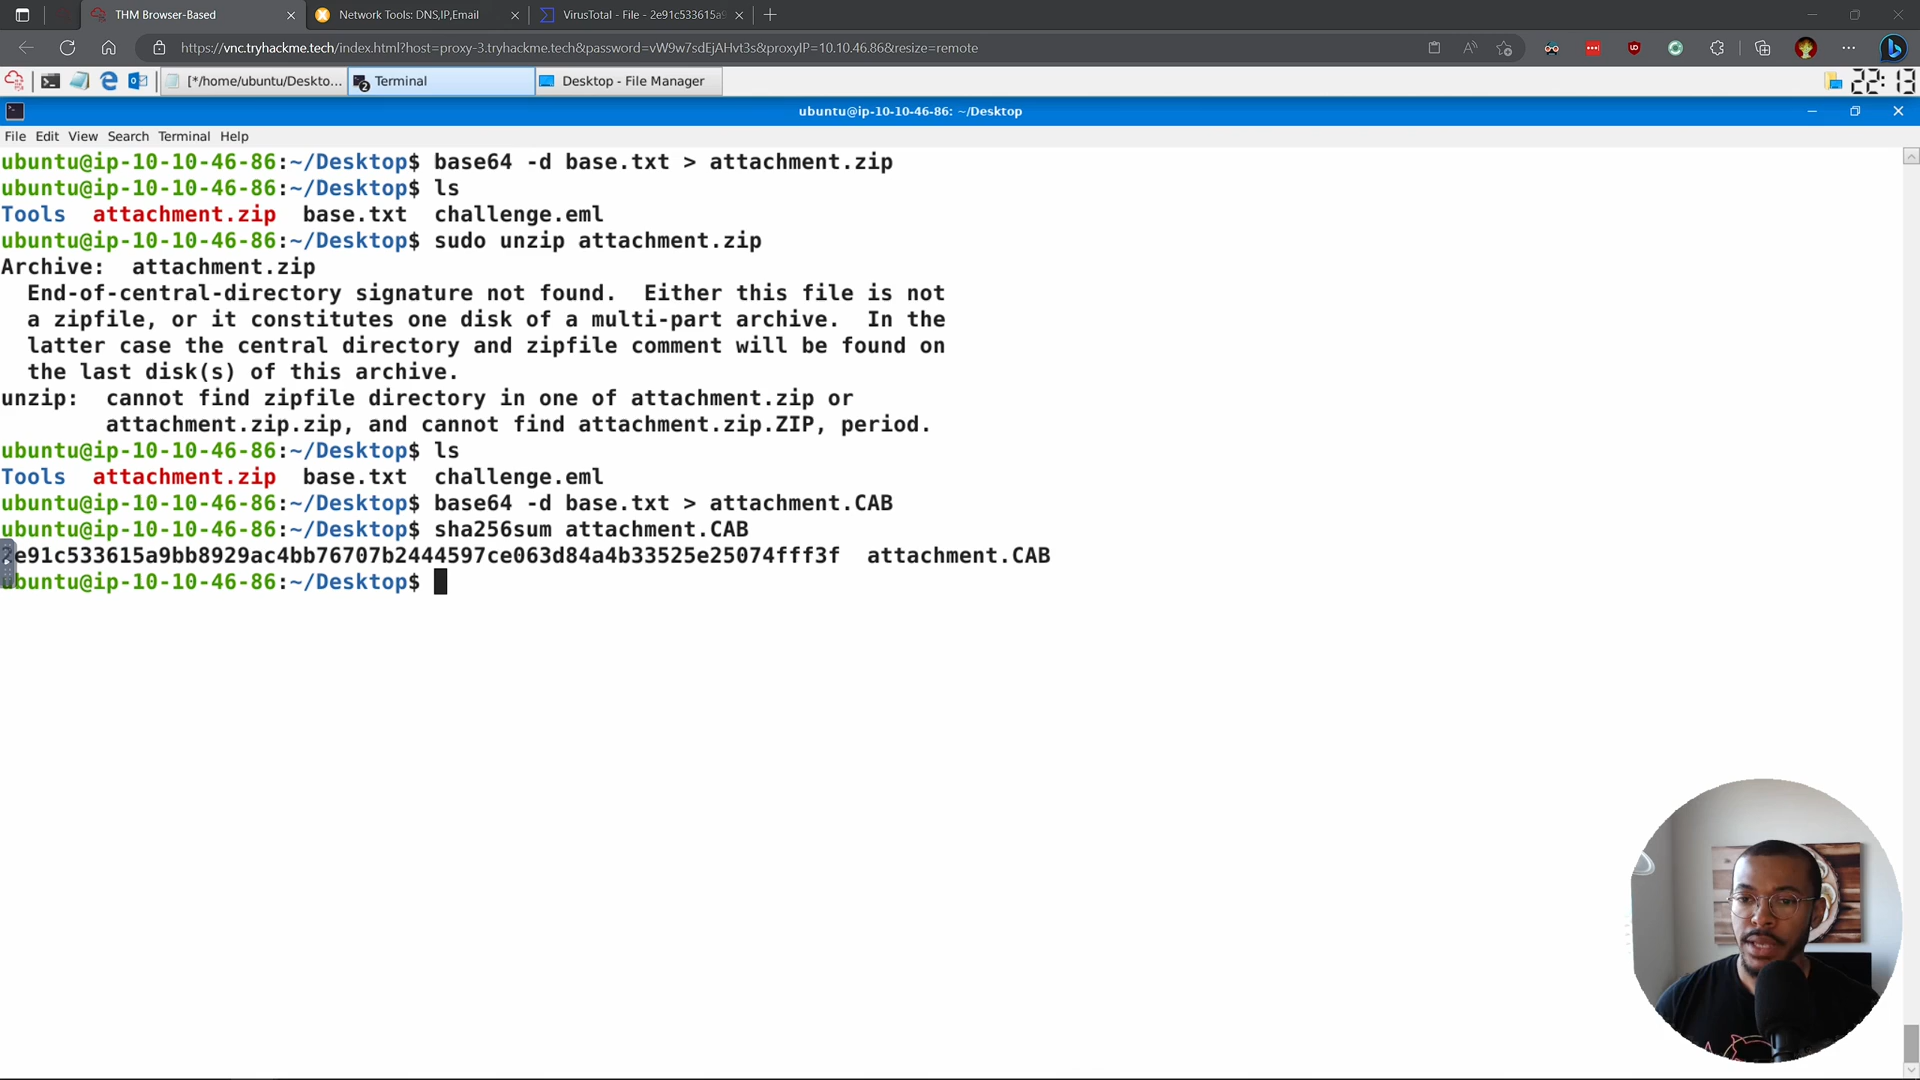 THM Browser-Based
Network Tools: DNS,IP,Email
VirusTotal - File - 2e91c533615a9
https://vnc.tryhackme.tech/index.html?host=proxy-3.tryhackme.tech&password=vW9w7sdEjAHvt3s&proxyIP=10.10.46.86&resize=remote
[*/home/ubuntu/Deskto...
2
Terminal
Desktop - File Manager
22:13
ubuntu@ip-10-10-46-86: ~/Desktop
File Edit View Search Terminal Help
ubuntu@ip-10-10-46-86:~/Desktop$ base64 -d base.txt > attachment.zip
ubuntu@ip-10-10-46-86:~/Desktop$ ls
Tools attachment.zip base.txt challenge.eml
ubuntu@ip-10-10-46-86:~/Desktop$ sudo unzip attachment.zip
Archive: attachment.zip
End-of-central-directory signature not found. Either this file is not
a zipfile, or it constitutes one disk of a multi-part archive. In the
latter case the central directory and zipfile comment will be found on
the last disk(s) of this archive.
unzip: cannot find zipfile directory in one of attachment.zip or
attachment.zip.zip, and cannot find attachment.zip.ZIP, period.
ubuntu@ip-10-10-46-86:~/Desktop$ ls
Tools attachment.zip base.txt challenge.eml
ubuntu@ip-10-10-46-86:~/Desktop$ base64 -d base.txt > attachment.CAB
ubuntu@ip-10-10-46-86:~/Desktop$ sha256sum attachment.CAB
2e91c533615a9bb8929ac4bb76707b2444597ce063d84a4b33525e25074fff3f attachment.CAB
ubuntu@ip-10-10-46-86:~/Desktop$